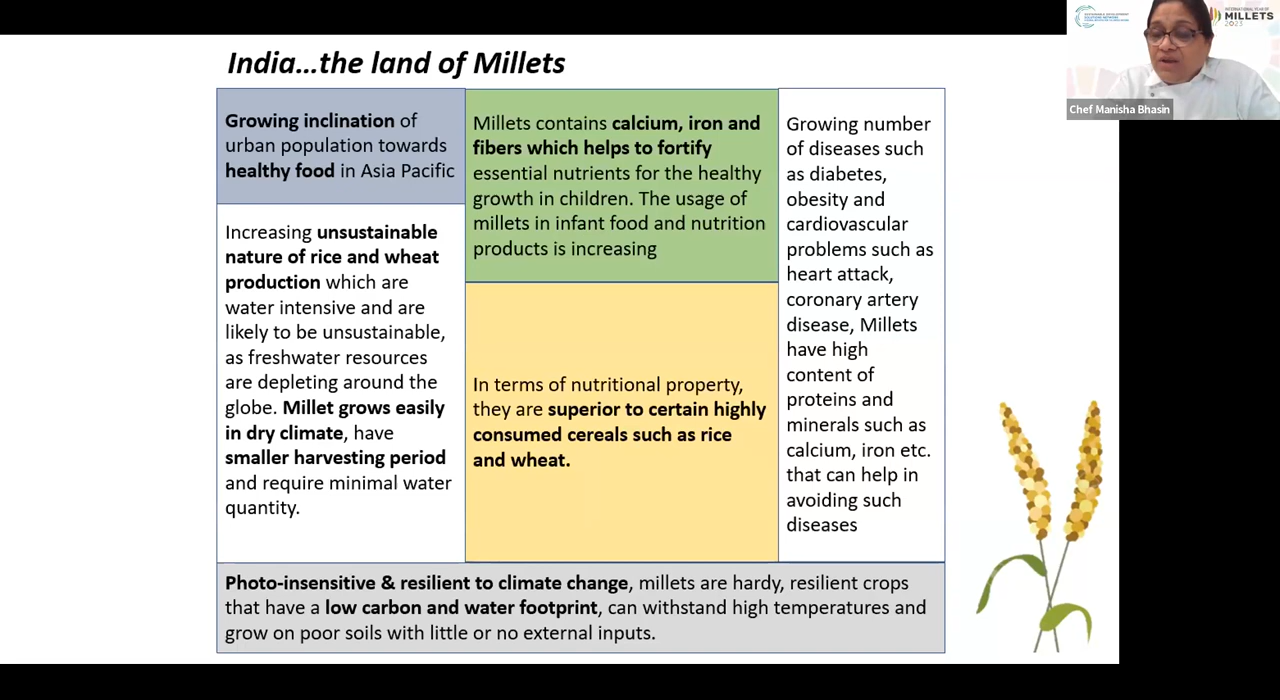 India…the land of Millets
Growing inclination of
urban population towards
healthy food in Asia Pacific
Increasing unsustainable
nature of rice and wheat
production which are
water intensive and are
likely to be unsustainable,
as freshwater resources
are depleting around the
globe. Millet grows easily
in dry climate, have
smaller harvesting period
and require minimal water
quantity.
Millets contains calcium, iron and
fibers which helps to fortify
essential nutrients for the healthy
growth in children. The usage of
millets in infant food and nutrition
products is increasing
In terms of nutritional property,
they are superior to certain highly
consumed cereals such as rice
and wheat.
Growing number
of diseases such
as diabetes,
obesity and
cardiovascular
problems such as
heart attack,
coronary artery
disease, Millets
have high
content of
proteins and
minerals such as
calcium, iron etc.
that can help in
avoiding such
diseases
Photo-insensitive & resilient to climate change, millets are hardy, resilient crops
that have a low carbon and water footprint, can withstand high temperatures and
grow on poor soils with little or no external inputs.
SOLUTIONS NETWORK
INTERNATIONAL YEAR OF
MILLETS
2023
Chef Manisha Bhasin